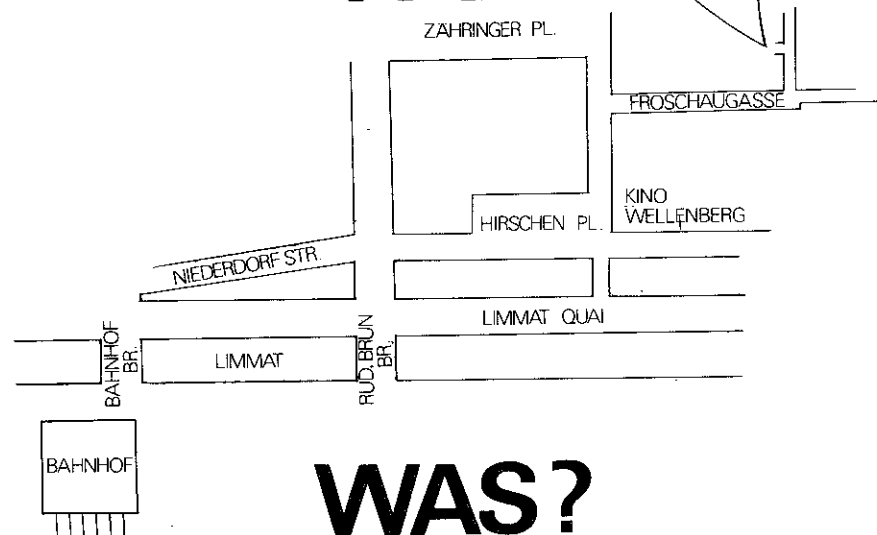 ZÄHRINGER PL.
FROSCHAUGASSE
KINO
WELLENBERG
HIRSCHEN PL.
NIEDERDORF STR.
LIMMAT QUAI
BAHNHOF
BR.
LIMMAT
RUD. BRUN
BR.
BAHNHOF
WAS?